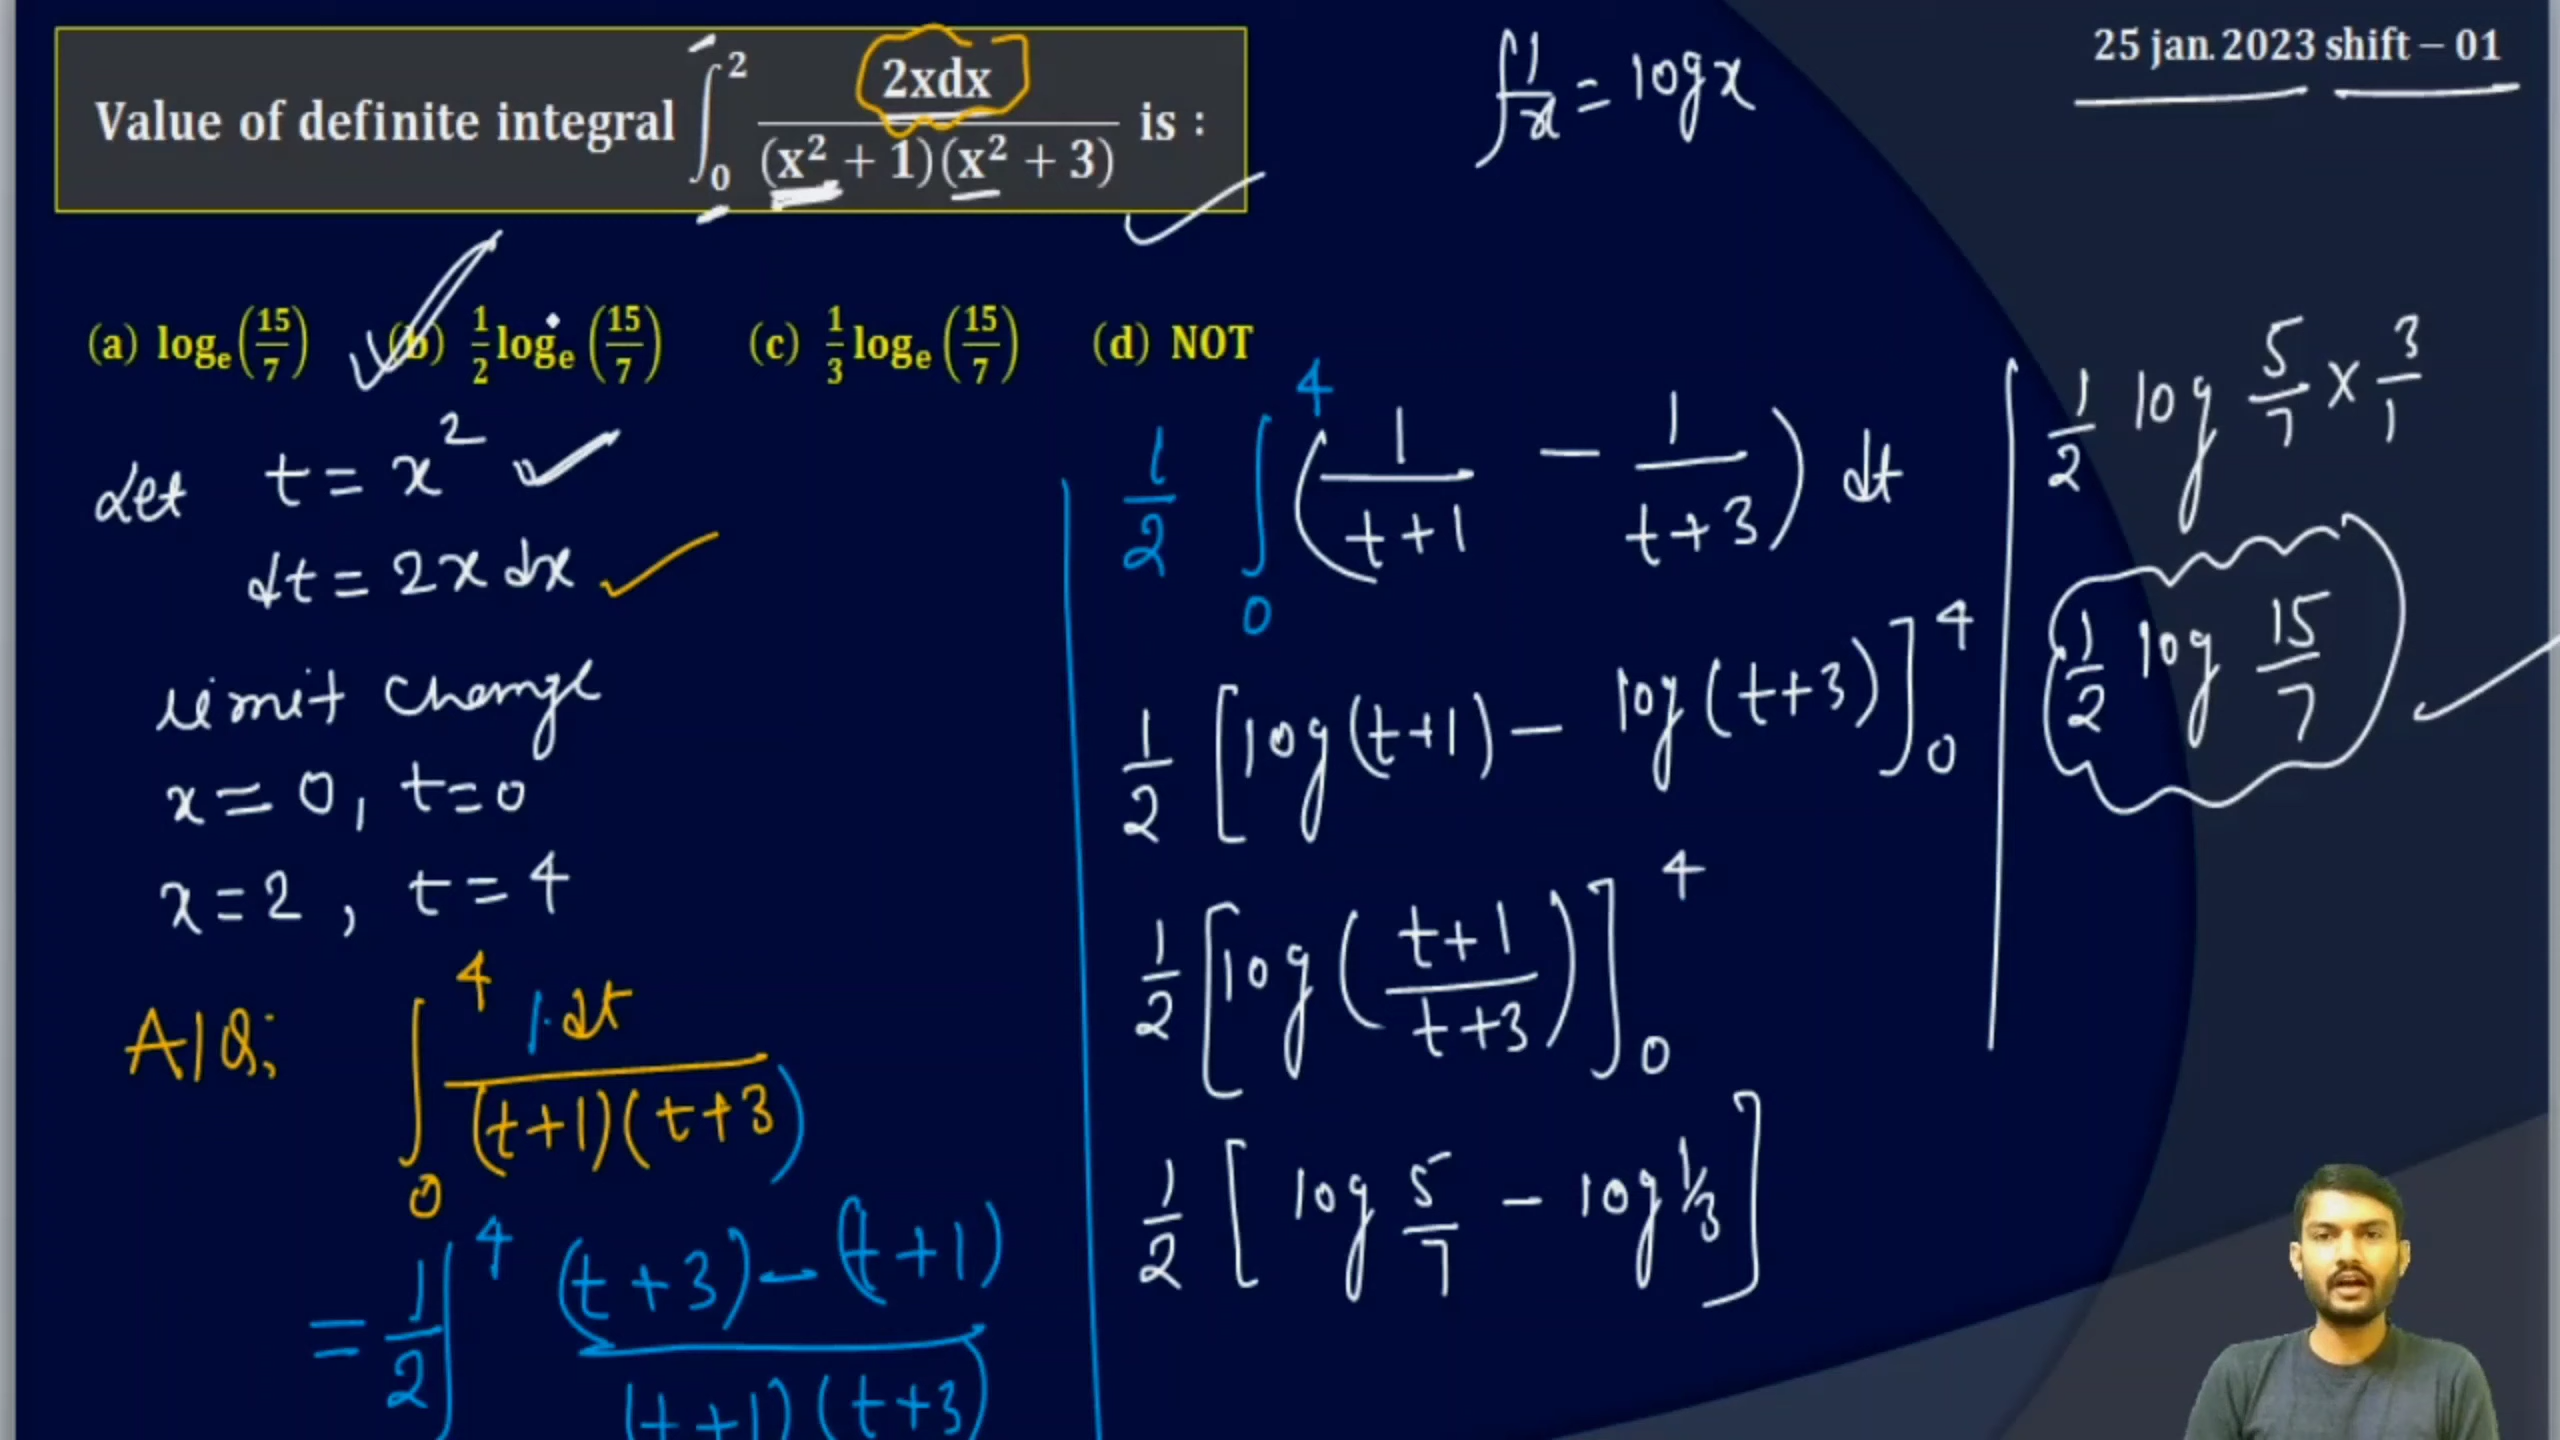 25 jan. 2023 shift – 01
Value of definite integral ∫₀² 2xdx / (x² + 1)(x² + 3) is :
∫ 1/x = log x
(a) logₑ(15/7) (b) 1/2 logₑ(15/7) (c) 1/3 logₑ(15/7) (d) NOT
Let t = x²
dt = 2x dx
limit change
x = 0, t = 0
x = 2, t = 4
A/Q; ∫₀⁴ 1·dt / (t+1)(t+3)
= 1/2 ∫ ⁴ (t+3) – (t+1) / (t+1)(t+3)
1/2 ∫₀⁴ (1/(t+1) – 1/(t+3)) dt
1/2 [log(t+1) – log(t+3)]₀⁴
1/2 [log((t+1)/(t+3))]₀⁴
1/2 [log 5/7 – log 1/3]
1/2 log 5/7 × 3/1
1/2 log 15/7